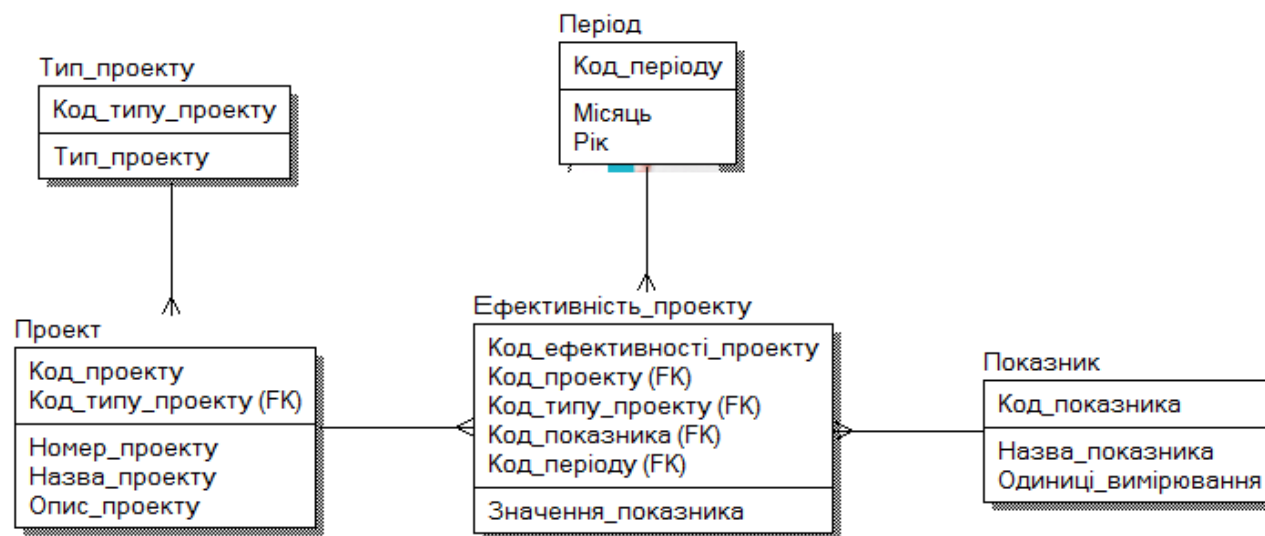 Тип_проекту
Код_типу_проекту
Тип_проекту
Період
Код_періоду
Місяць
Рік
Проект
Код_проекту
Код_типу_проекту (FK)
Номер_проекту
Назва_проекту
Опис_проекту
Ефективність_проекту
Код_ефективності_проекту
Код_проекту (FK)
Код_типу_проекту (FK)
Код_показника (FK)
Код_періоду (FK)
Значення_показника
Показник
Код_показника
Назва_показника
Одиниці_вимірювання